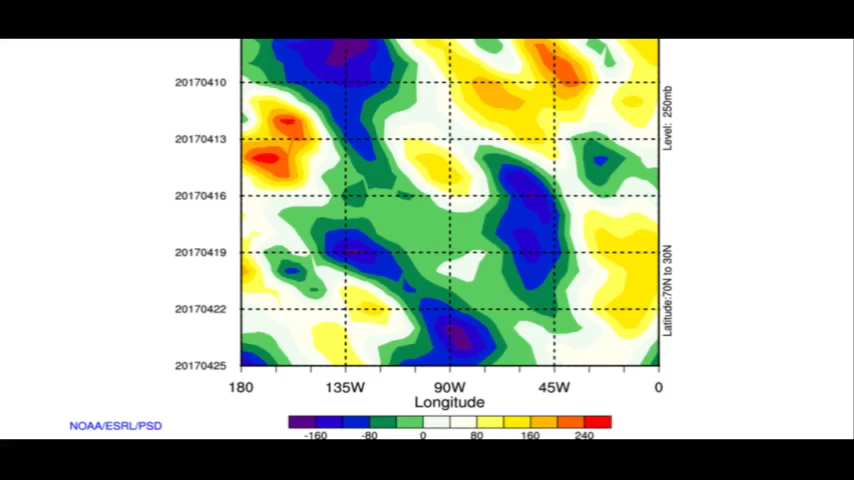 20170410
20170413
20170416
20170419
20170422
20170425
Level: 250mb
Latitude:70N to 30N
180 135W 90W 45W 0
Longitude
NOAA/ESRL/PSD
-160 -80 0 80 160 240